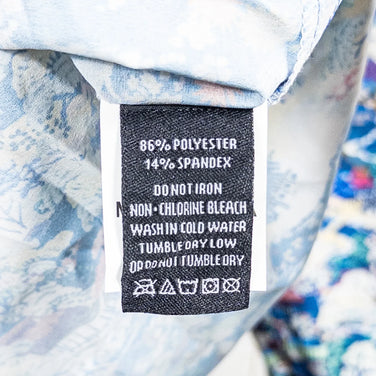 86% POLYESTER
14% SPANDEX
DO NOT IRON
NON-CHLORINE BLEACH
WASH IN COLD WATER
TUMBLE DRY LOW
OD DO NOT TUMBLE DRY